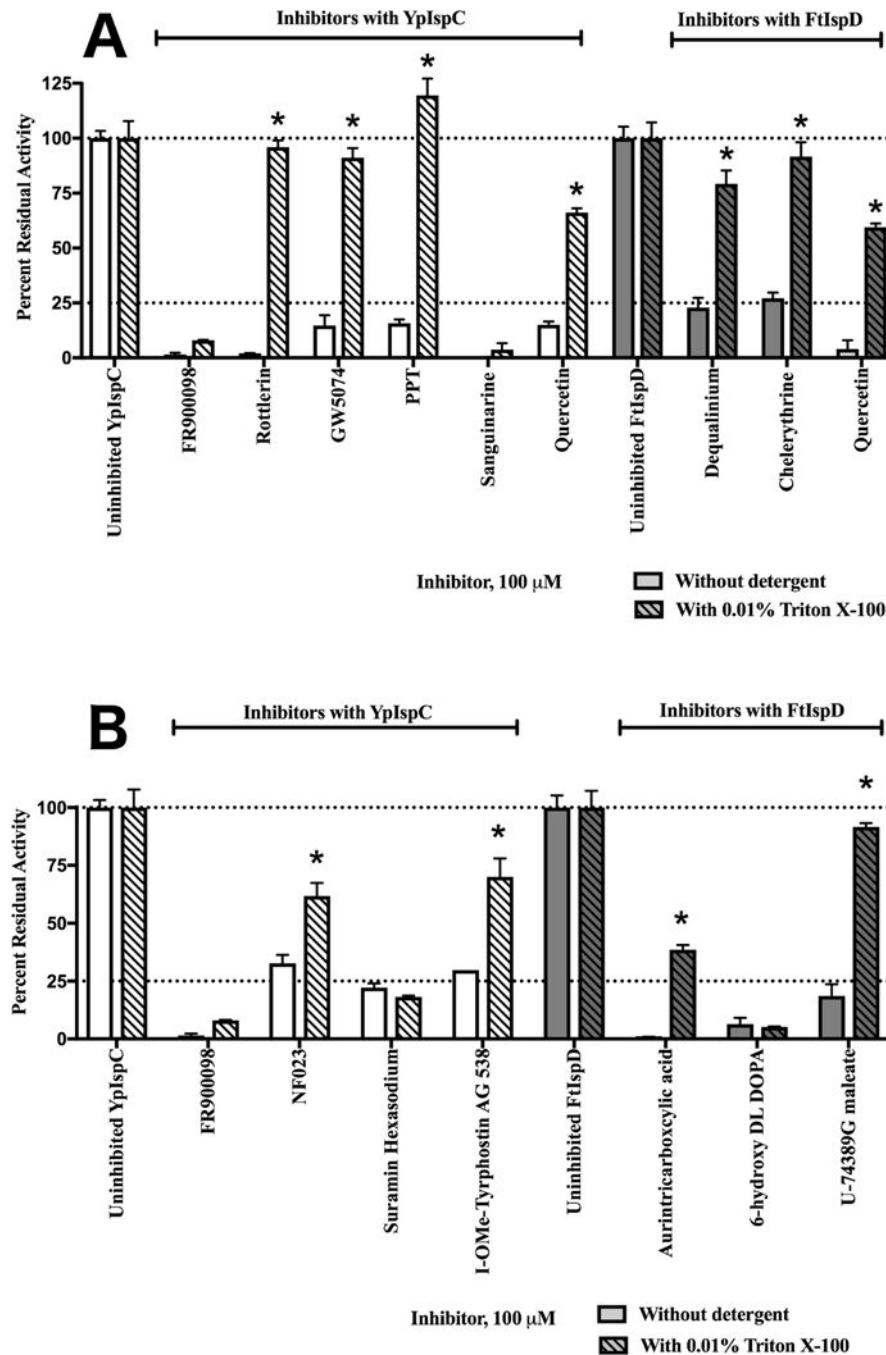 A
Inhibitors with YpIspC
Inhibitors with FtIspD
*
*
*
*
*
*
*
Percent Residual Activity
125
100
75
50
25
0
Uninhibited YpIspC
FR900098
Rottlerin
GW5074
PPT
Sanguinarine
Quercetin
Uninhibited FtIspD
Dequalinium
Chelerythrine
Quercetin
Inhibitor, 100 μM
Without detergent
With 0.01% Triton X-100
B
Inhibitors with YpIspC
Inhibitors with FtIspD
*
*
*
*
Percent Residual Activity
100
75
50
25
0
Uninhibited YpIspC
FR900098
NF023
Suramin Hexasodium
I-OMe-Tyrphostin AG 538
Uninhibited FtIspD
Aurintricarboxcylic acid
6-hydroxy DL DOPA
U-74389G maleate
Inhibitor, 100 μM
Without detergent
With 0.01% Triton X-100